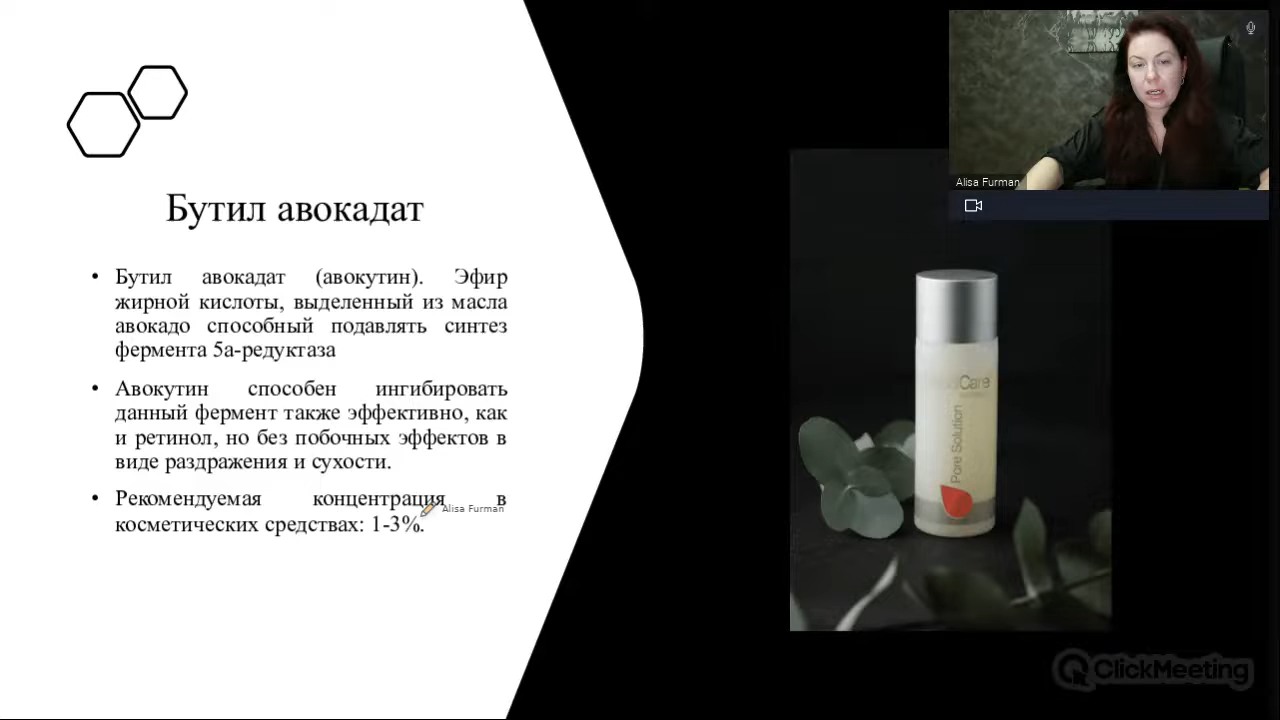 Бутил авокадат
• Бутил авокадат (авокутин). Эфир
жирной кислоты, выделенный из масла
авокадо способный подавлять синтез
фермента 5а-редуктаза
• Авокутин способен ингибировать
данный фермент также эффективно, как
и ретинол, но без побочных эффектов в
виде раздражения и сухости.
• Рекомендуемая концентрация в
косметических средствах: 1-3%.
Alisa Furman
Alisa Furman
Care
Pore Solution
ClickMeeting